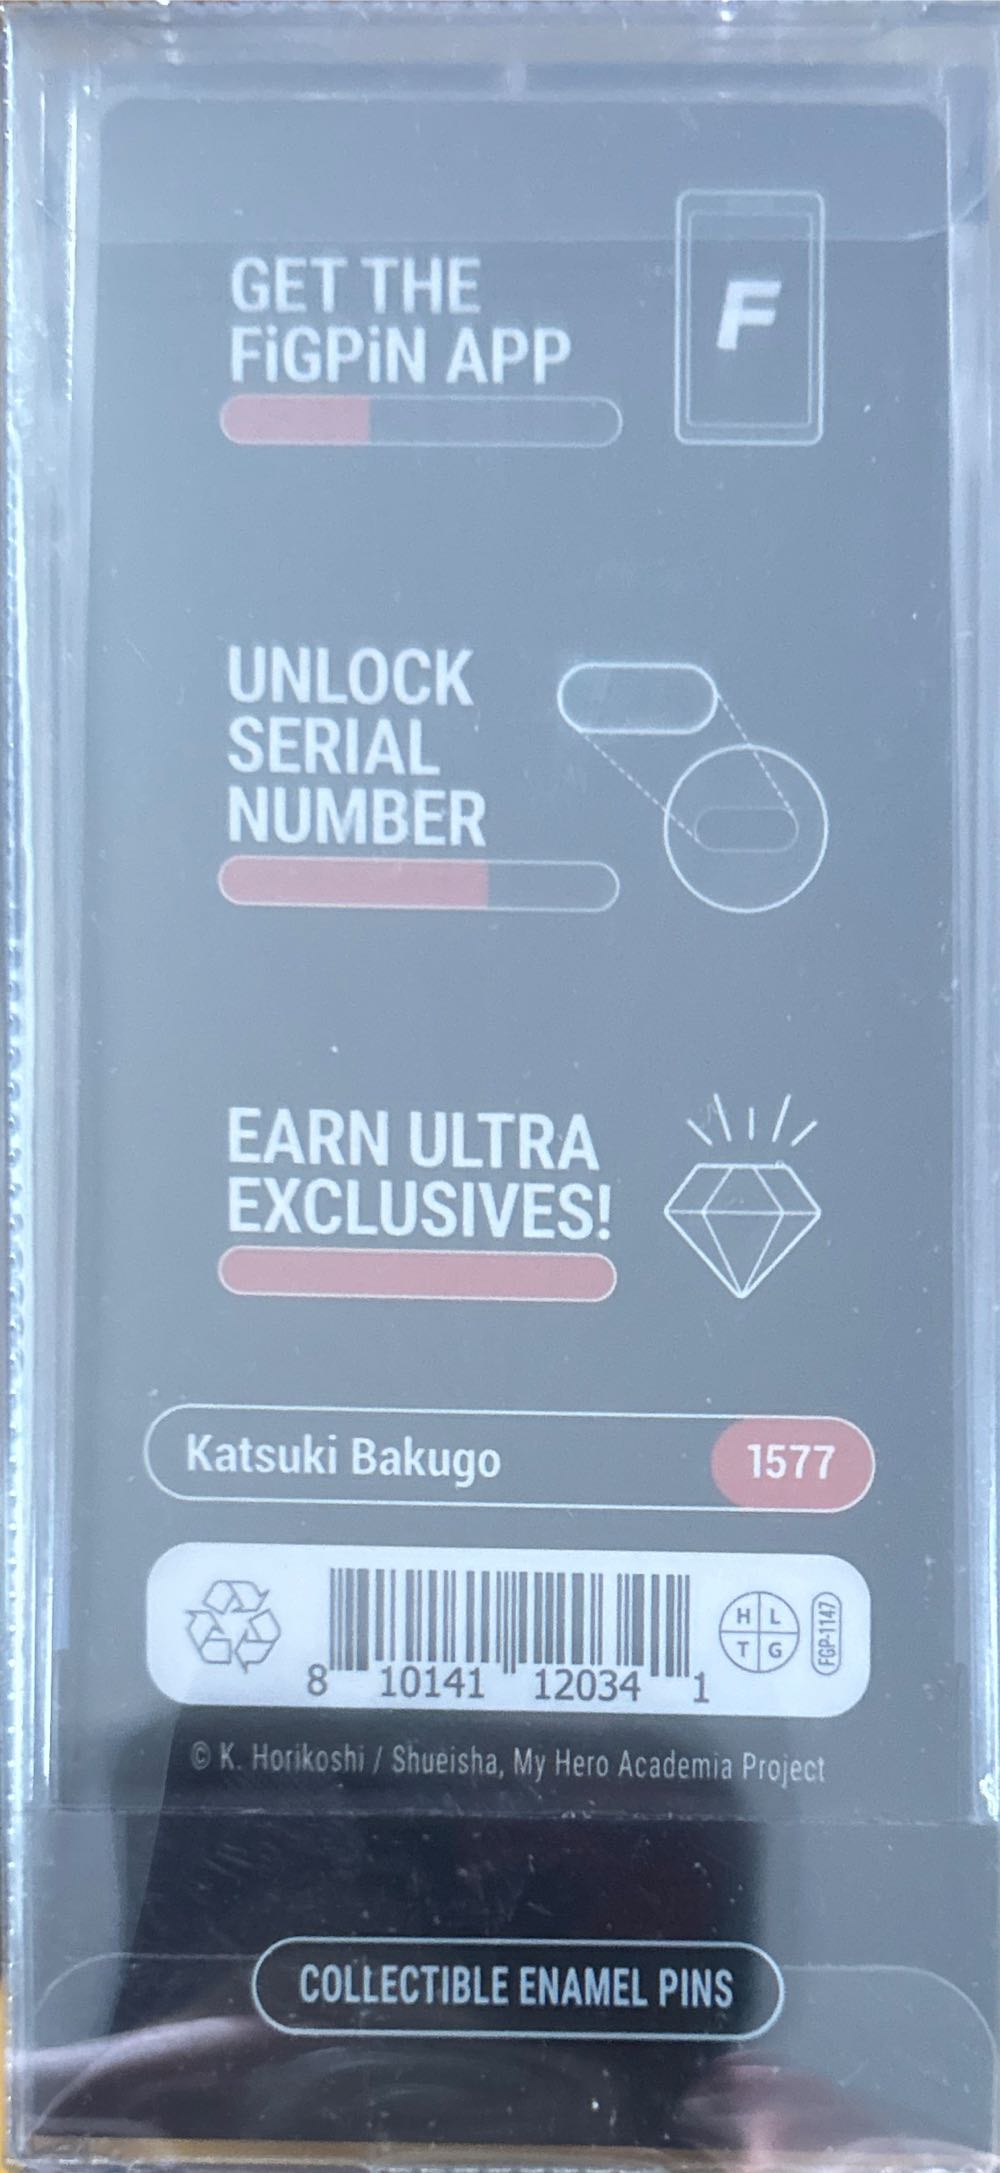 GET THE
FiGPiN APP
F
UNLOCK
SERIAL
NUMBER
EARN ULTRA
EXCLUSIVES!
Katsuki Bakugo 1577
8 10141 12034 1
H L
T G
FGP-1147
© K. Horikoshi / Shueisha, My Hero Academia Project
COLLECTIBLE ENAMEL PINS